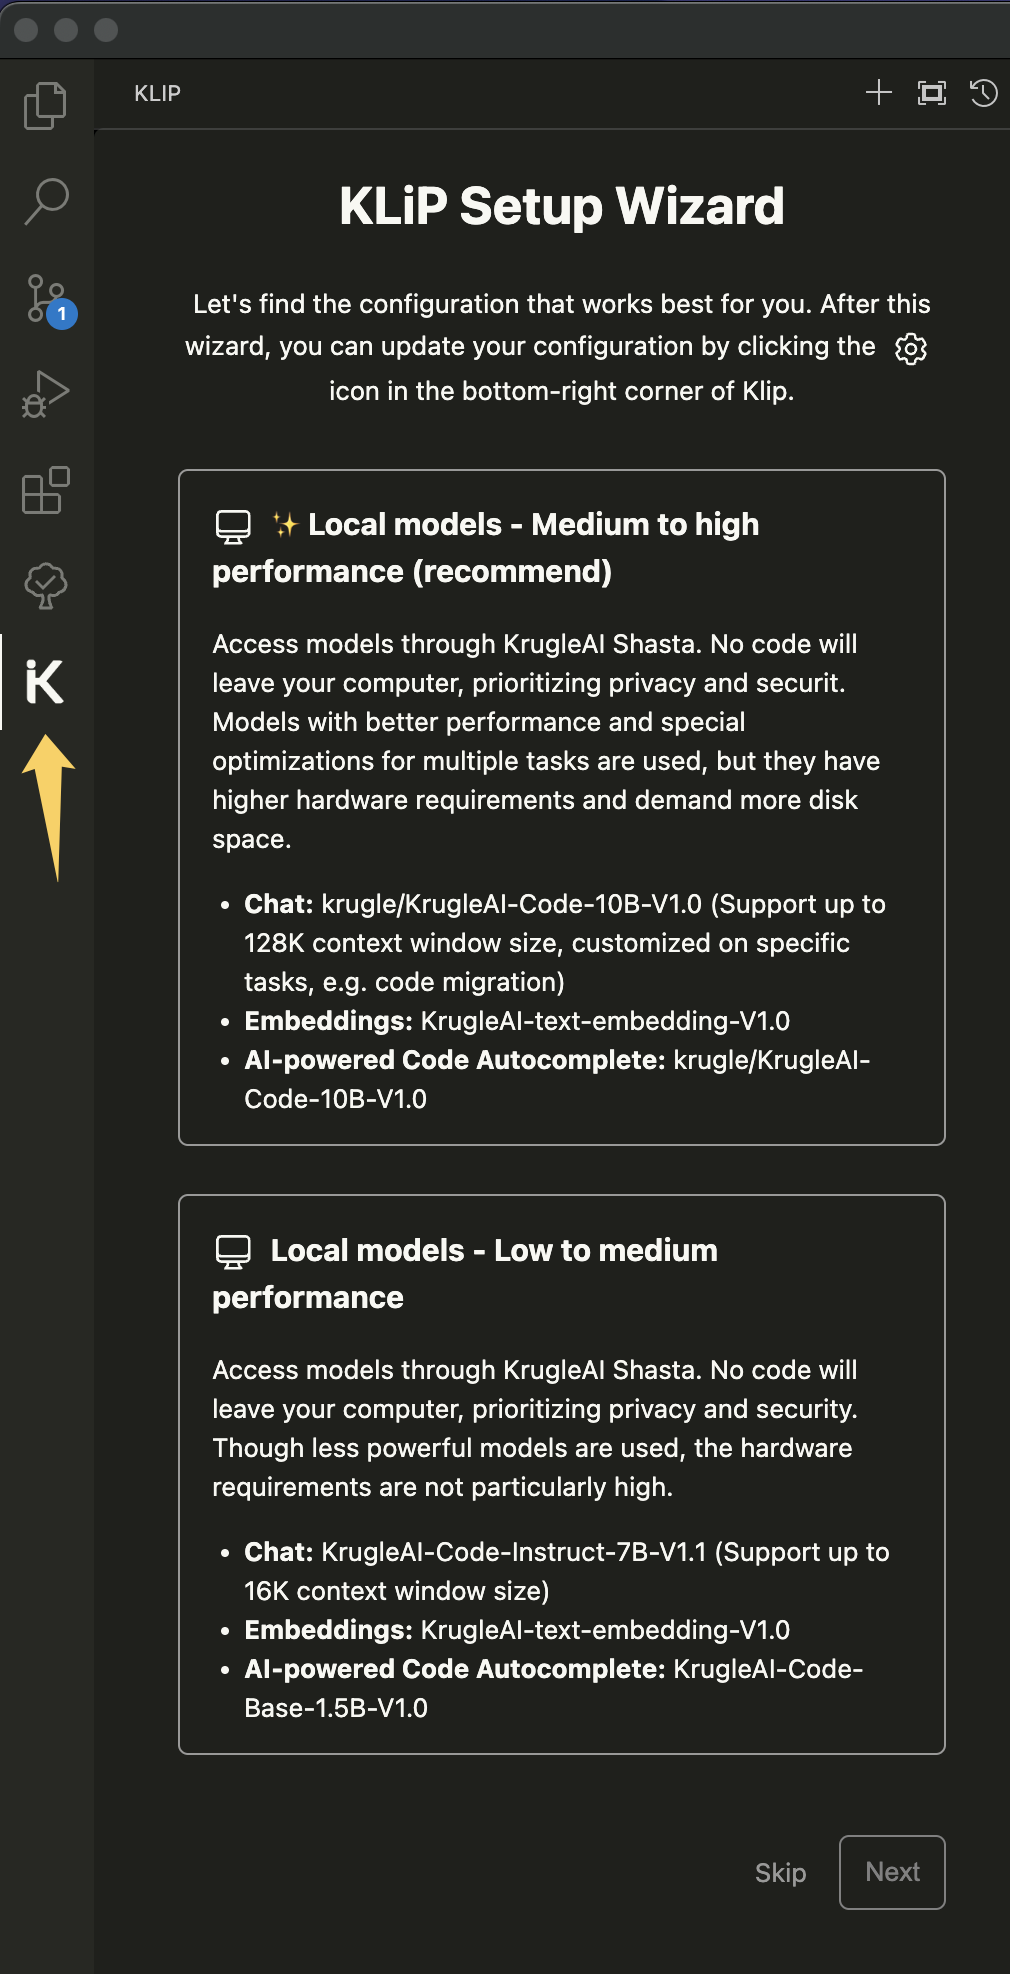 KLIP
KLiP Setup Wizard
Let's find the configuration that works best for you. After this
wizard, you can update your configuration by clicking the
icon in the bottom-right corner of Klip.
1
✨ Local models - Medium to high
performance (recommend)
Access models through KrugleAI Shasta. No code will
leave your computer, prioritizing privacy and securit.
Models with better performance and special
optimizations for multiple tasks are used, but they have
higher hardware requirements and demand more disk
space.
• Chat: krugle/KrugleAI-Code-10B-V1.0 (Support up to
128K context window size, customized on specific
tasks, e.g. code migration)
• Embeddings: KrugleAI-text-embedding-V1.0
• AI-powered Code Autocomplete: krugle/KrugleAI-
Code-10B-V1.0
Local models - Low to medium
performance
Access models through KrugleAI Shasta. No code will
leave your computer, prioritizing privacy and security.
Though less powerful models are used, the hardware
requirements are not particularly high.
• Chat: KrugleAI-Code-Instruct-7B-V1.1 (Support up to
16K context window size)
• Embeddings: KrugleAI-text-embedding-V1.0
• AI-powered Code Autocomplete: KrugleAI-Code-
Base-1.5B-V1.0
Skip
Next